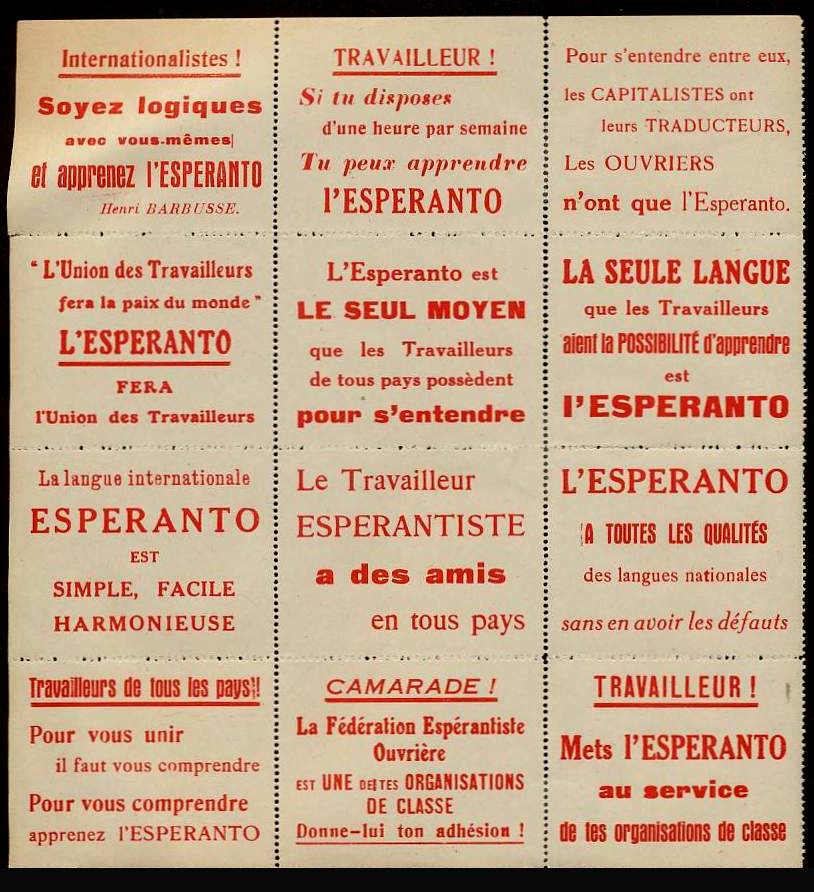 Internationalistes !
Soyez logiques
avec vous-mêmes
et apprenez l'ESPERANTO
Henri BARBUSSE.
TRAVAILLEUR !
Si tu disposes
d'une heure par semaine
Tu peux apprendre
l'ESPERANTO
Pour s'entendre entre eux,
les CAPITALISTES ont
leurs TRADUCTEURS,
Les OUVRIERS
n'ont que l'Esperanto.
" L'Union des Travailleurs
fera la paix du monde "
L'ESPERANTO
FERA
l'Union des Travailleurs
L'Esperanto EST
LE SEUL MOYEN
que les Travailleurs
de tous pays possèdent
pour s'entendre
LA SEULE LANGUE
que les Travailleurs
aient la POSSIBILITÉ d'apprendre
est
l'ESPERANTO
La langue internationale
ESPERANTO
EST
SIMPLE, FACILE
HARMONIEUSE
Le Travailleur
ESPERANTISTE
a des amis
en tous pays
L'ESPERANTO
A TOUTES LES QUALITÉS
des langues nationales
sans en avoir les défauts
Travailleurs de tous les pays !
Pour vous unir
il faut vous comprendre
Pour vous comprendre
apprenez l'ESPERANTO
CAMARADE !
La Fédération Espérantiste
Ouvrière
EST UNE DE TES ORGANISATIONS
DE CLASSE
Donne-lui ton adhésion !
TRAVAILLEUR !
Mets l'ESPERANTO
au service
de tes organisations de classe